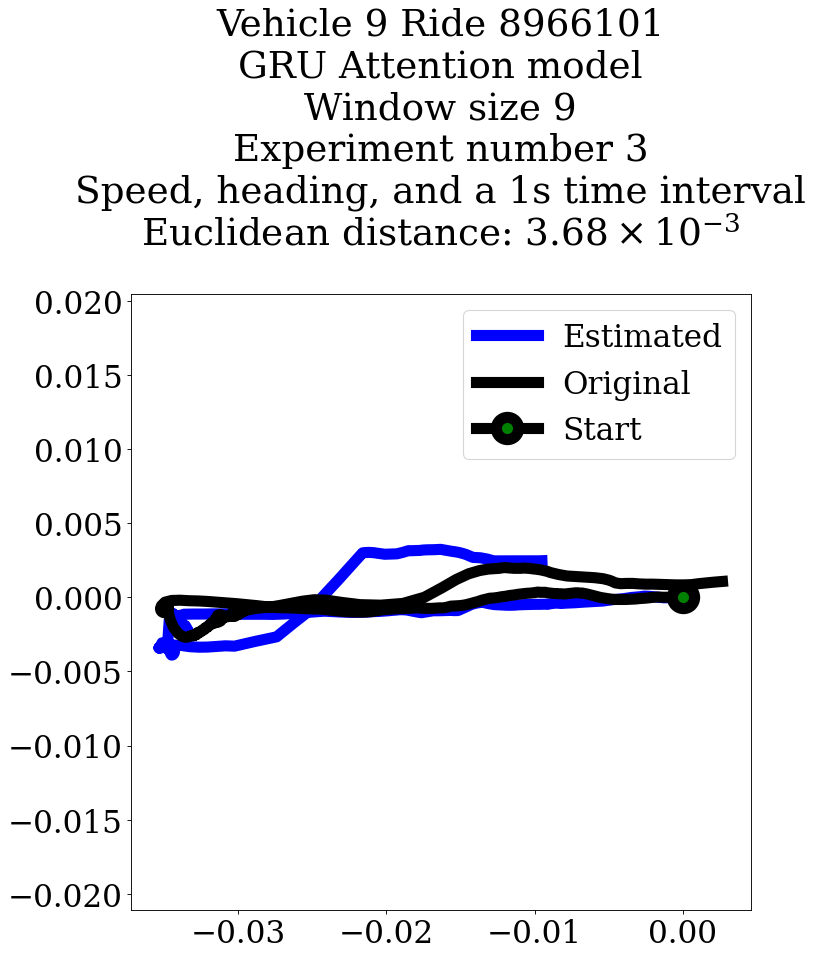 Vehicle 9 Ride 8966101
GRU Attention model
Window size 9
Experiment number 3
Speed, heading, and a 1s time interval
Euclidean distance: 3.68 × 10⁻³
Estimated
Original
Start
0.020
0.015
0.010
0.005
0.000
−0.005
−0.010
−0.015
−0.020
−0.03 −0.02 −0.01 0.00